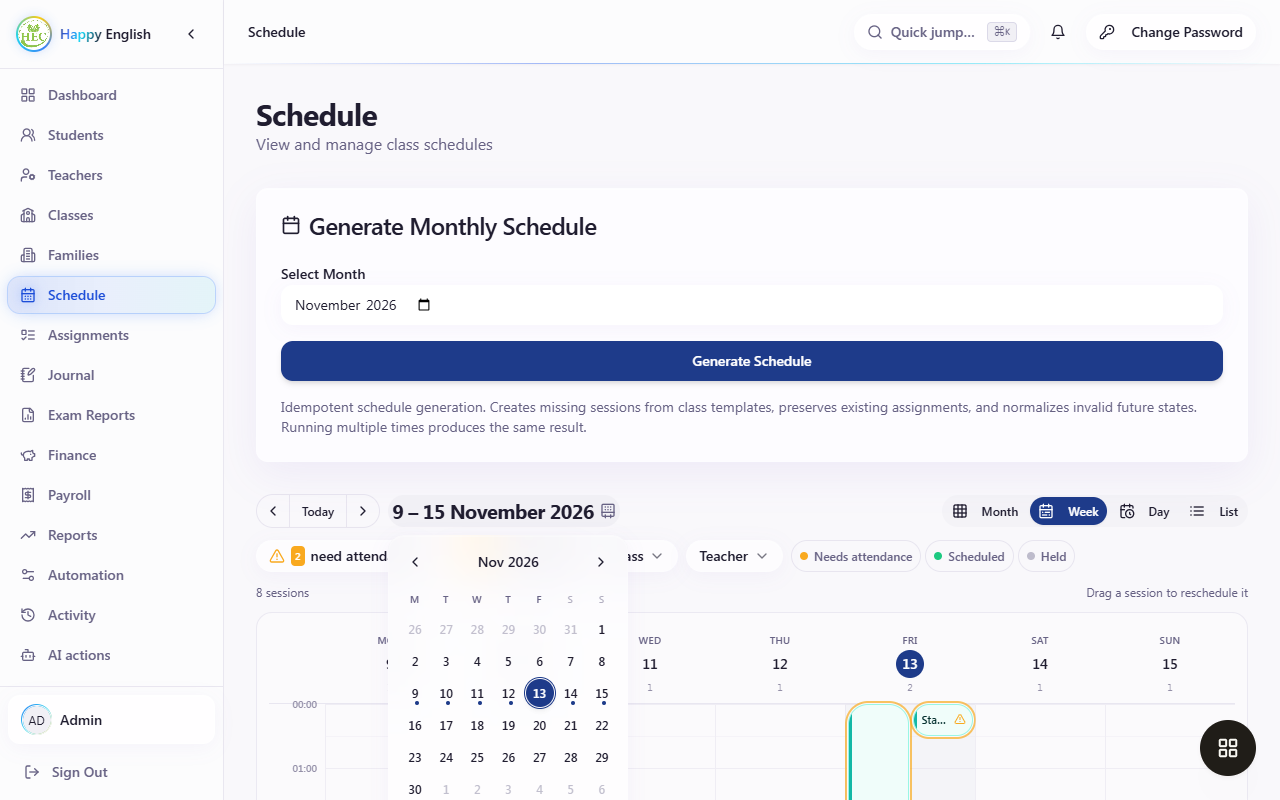 HEC
Happy English
Schedule
Quick jump...
⌘K
Change Password
Dashboard
Students
Teachers
Classes
Families
Schedule
Assignments
Journal
Exam Reports
Finance
Payroll
Reports
Automation
Activity
AI actions
AD
Admin
Sign Out
Schedule
View and manage class schedules
Generate Monthly Schedule
Select Month
November 2026
Generate Schedule
Idempotent schedule generation. Creates missing sessions from class templates, preserves existing assignments, and normalizes invalid future states.
Running multiple times produces the same result.
Today
9 – 15 November 2026
Month
Week
Day
List
2 need attend
ass
Teacher
Needs attendance
Scheduled
Held
8 sessions
Drag a session to reschedule it
Nov 2026
M T W T F S S
26 27 28 29 30 31 1
2 3 4 5 6 7 8
9 10 11 12 13 14 15
16 17 18 19 20 21 22
23 24 25 26 27 28 29
30 1 2 3 4 5 6
WED THU FRI SAT SUN
11 12 13 14 15
1 1 2 1 1
00:00
Sta...
01:00